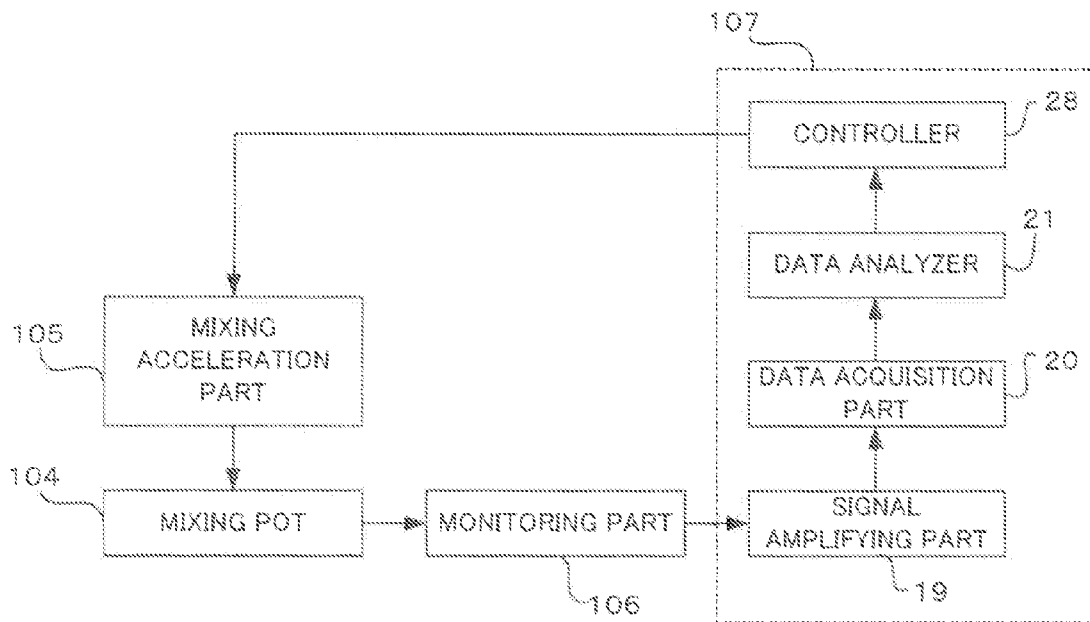 107
CONTROLLER
28
DATA ANALYZER
21
MIXING
ACCELERATION
PART
105
DATA ACQUISITION
PART
20
104
MIXING POT
MONITORING PART
106
SIGNAL
AMPLIFYING PART
19